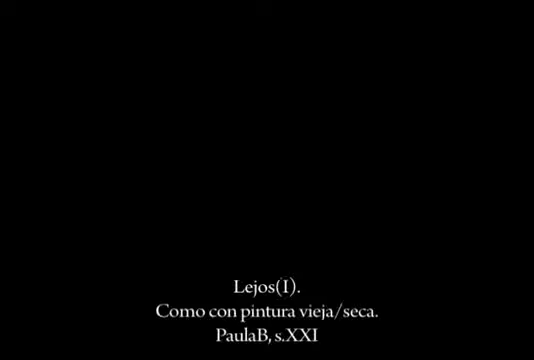 Lejos(I).
Como con pintura vieja/seca.
PaulaB, s.XXI